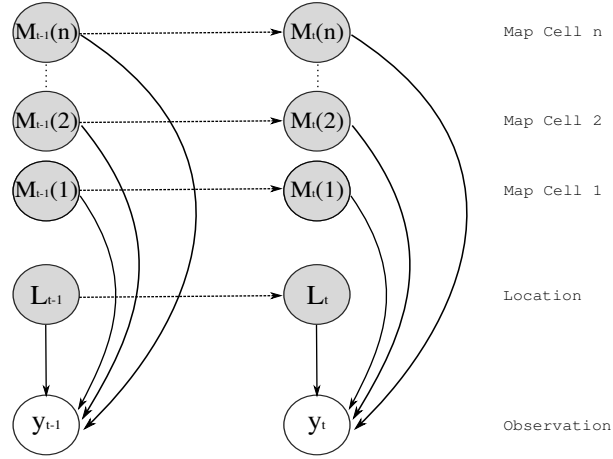 Mt-1(n) Mt(n) Map Cell n
Mt-1(2) Mt(2) Map Cell 2
Mt-1(1) Mt(1) Map Cell 1
Lt-1 Lt Location
yt-1 yt Observation